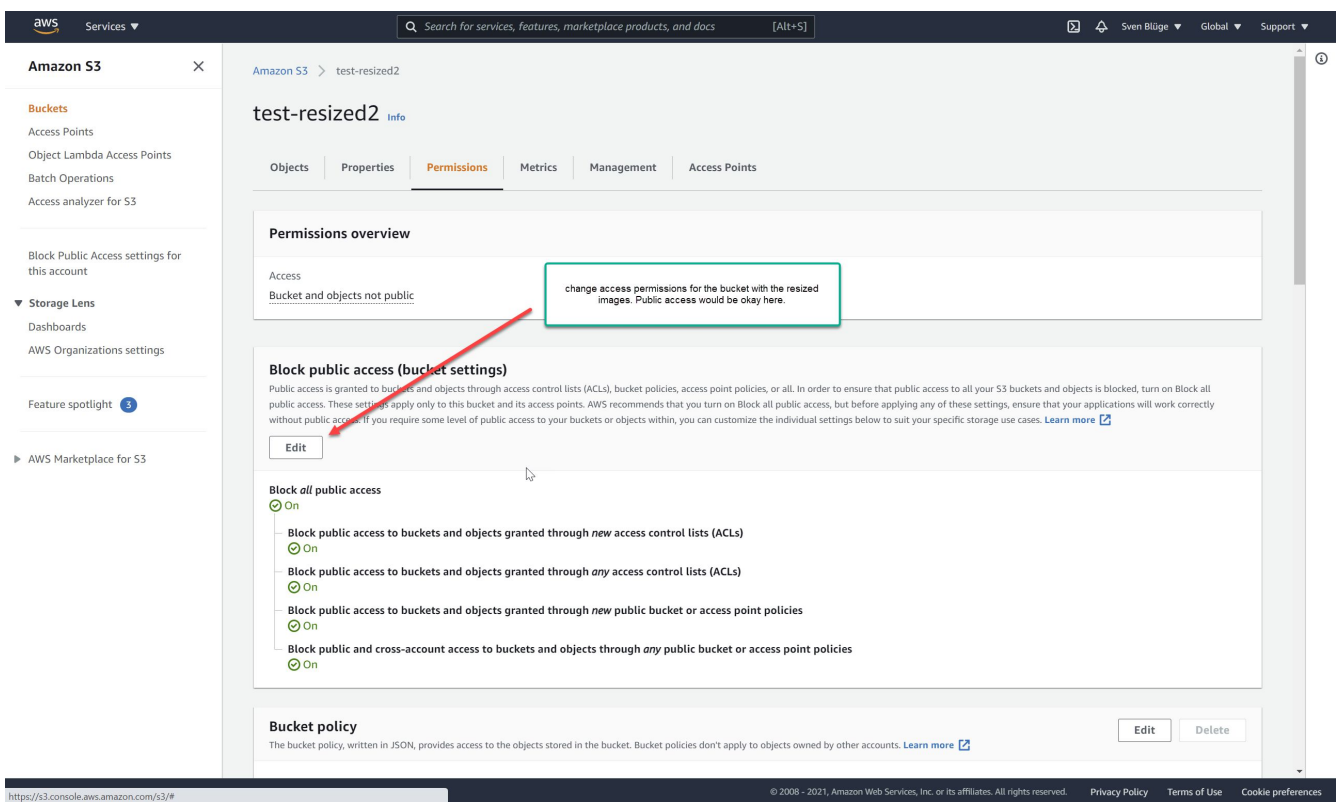 aws
Services ▼
Search for services, features, marketplace products, and docs [Alt+S]
Sven Blüge ▼
Global ▼
Support ▼
Amazon S3
Buckets
Access Points
Object Lambda Access Points
Batch Operations
Access analyzer for S3
Block Public Access settings for
this account
▼ Storage Lens
Dashboards
AWS Organizations settings
Feature spotlight 3
▶ AWS Marketplace for S3
Amazon S3 > test-resized2
test-resized2 Info
Objects
Properties
Permissions
Metrics
Management
Access Points
Permissions overview
Access
Bucket and objects not public
change access permissions for the bucket with the resized
images. Public access would be okay here.
Block public access (bucket settings)
Public access is granted to buckets and objects through access control lists (ACLs), bucket policies, access point policies, or all. In order to ensure that public access to all your S3 buckets and objects is blocked, turn on Block all
public access. These settings apply only to this bucket and its access points. AWS recommends that you turn on Block all public access, but before applying any of these settings, ensure that your applications will work correctly
without public access. If you require some level of public access to your buckets or objects within, you can customize the individual settings below to suit your specific storage use cases. Learn more
Edit
Block all public access
On
Block public access to buckets and objects granted through new access control lists (ACLs)
On
Block public access to buckets and objects granted through any access control lists (ACLs)
On
Block public access to buckets and objects granted through new public bucket or access point policies
On
Block public and cross-account access to buckets and objects through any public bucket or access point policies
On
Bucket policy
The bucket policy, written in JSON, provides access to the objects stored in the bucket. Bucket policies don't apply to objects owned by other accounts. Learn more
Edit
Delete
https://s3.console.aws.amazon.com/s3/#
© 2008 - 2021, Amazon Web Services, Inc. or its affiliates. All rights reserved.
Privacy Policy
Terms of Use
Cookie preferences